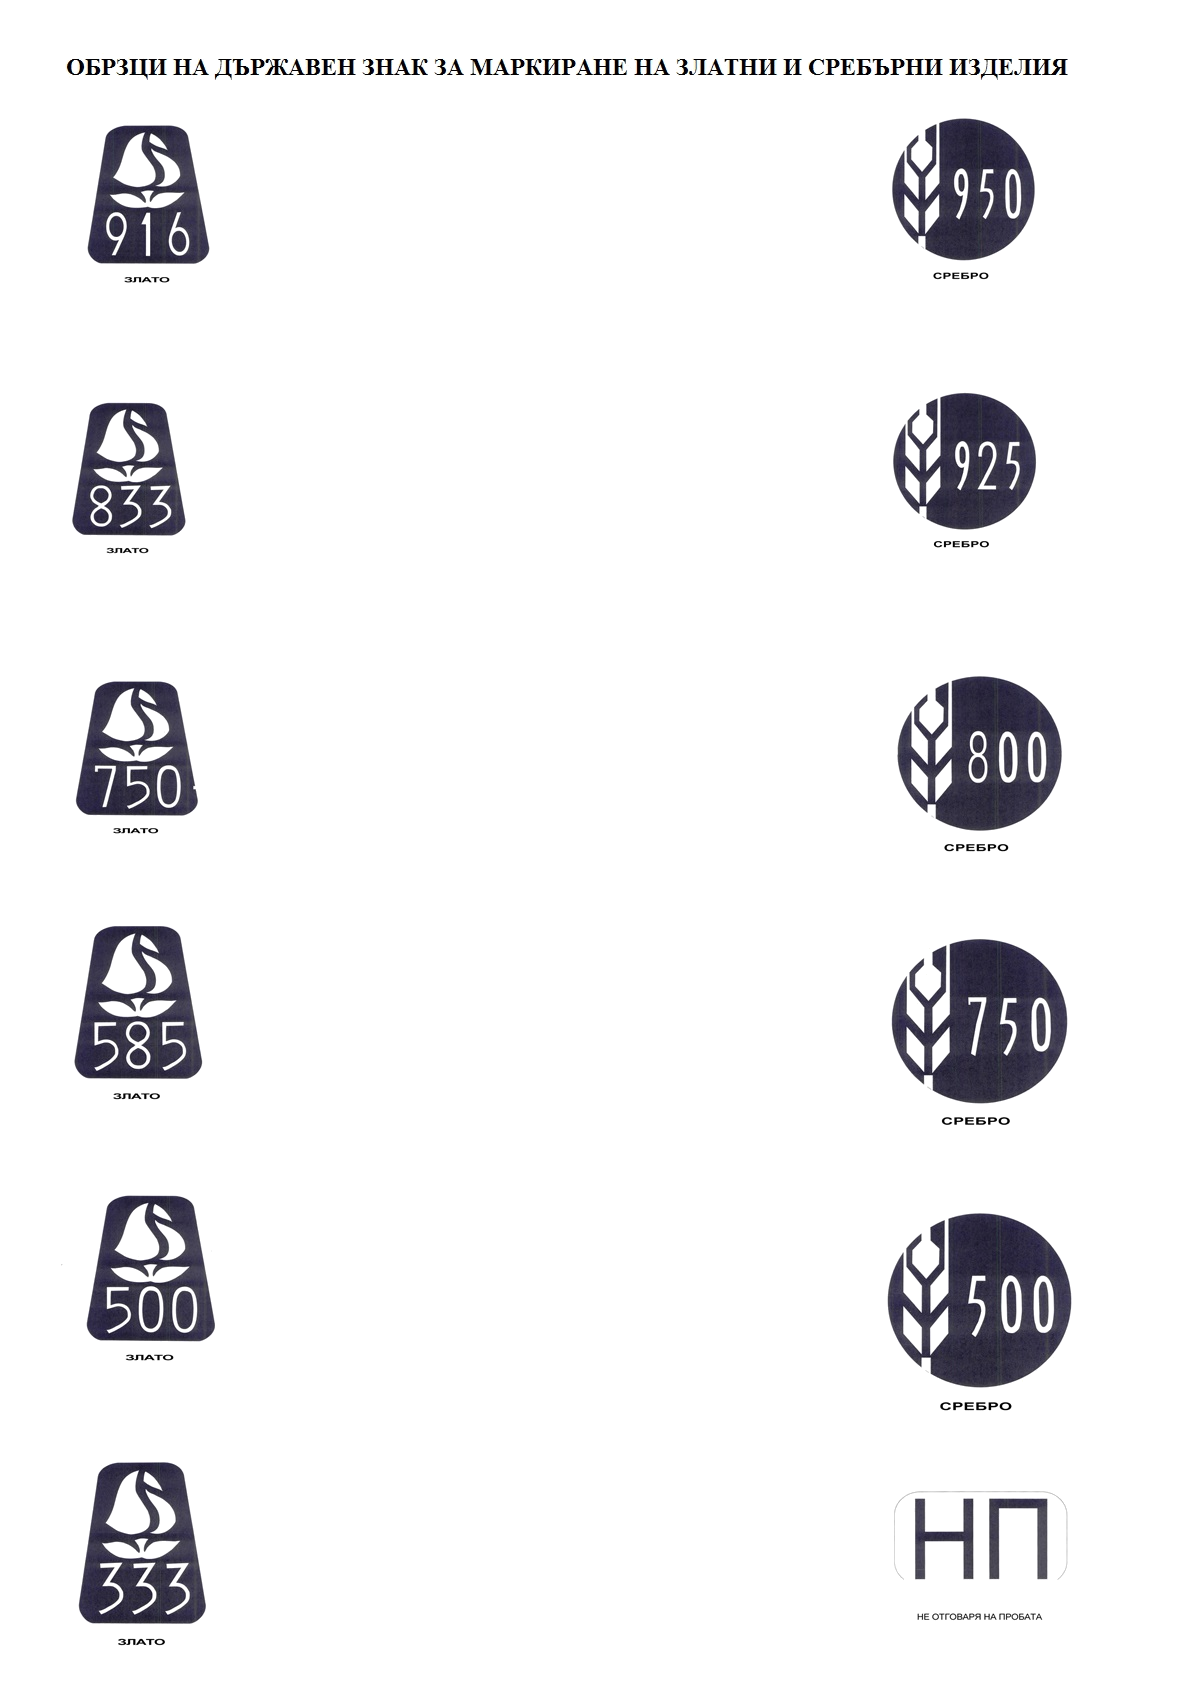 ОБРЗЦИ НА ДЪРЖАВЕН ЗНАК ЗА МАРКИРАНЕ НА ЗЛАТНИ И СРЕБЪРНИ ИЗДЕЛИЯ
916
ЗЛАТО
950
СРЕБРО
833
ЗЛАТО
925
СРЕБРО
750
ЗЛАТО
800
СРЕБРО
585
ЗЛАТО
750
СРЕБРО
500
ЗЛАТО
500
СРЕБРО
333
ЗЛАТО
НП
НЕ ОТГОВАРЯ НА ПРОБАТА